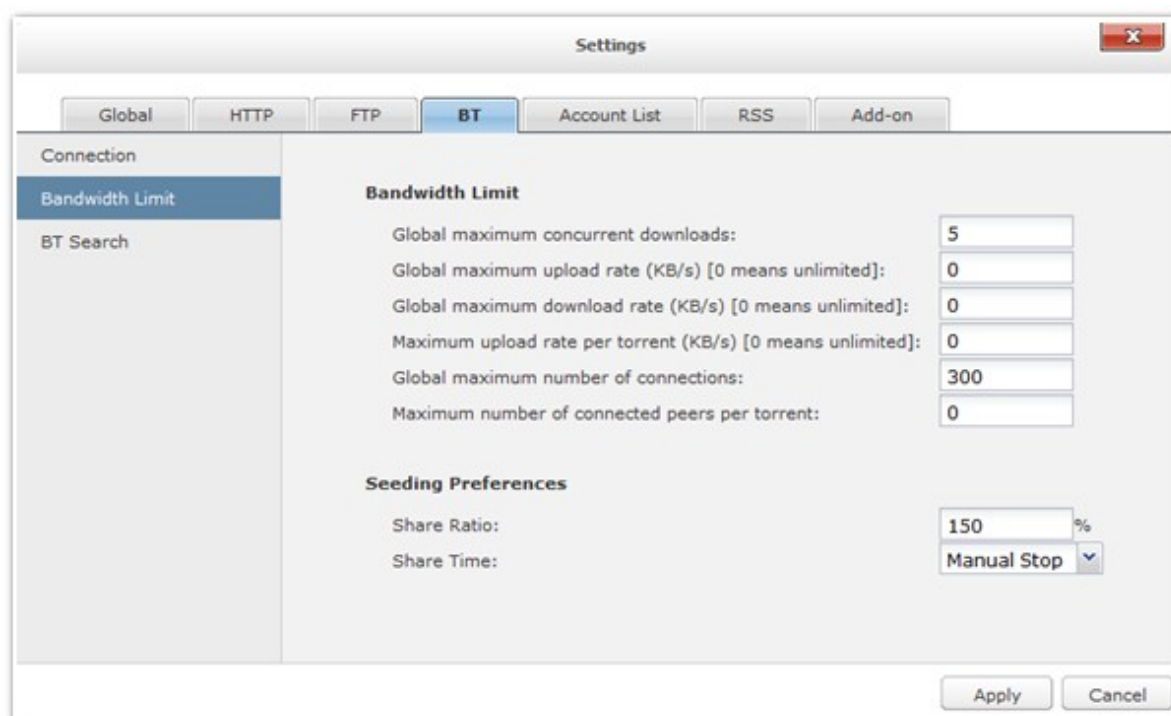 Settings
x
Global HTTP FTP BT Account List RSS Add-on
Connection
Bandwidth Limit
BT Search
Bandwidth Limit
Global maximum concurrent downloads: 5
Global maximum upload rate (KB/s) [0 means unlimited]: 0
Global maximum download rate (KB/s) [0 means unlimited]: 0
Maximum upload rate per torrent (KB/s) [0 means unlimited]: 0
Global maximum number of connections: 300
Maximum number of connected peers per torrent: 0
Seeding Preferences
Share Ratio: 150 %
Share Time: Manual Stop
Apply Cancel